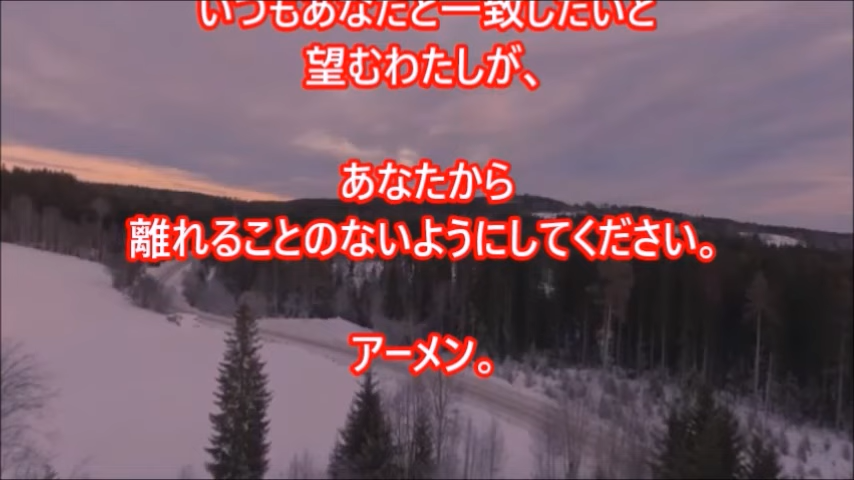 いつもあなたと一致したいと
望むわたしが、
あなたから
離れることのないようにしてください。
アーメン。